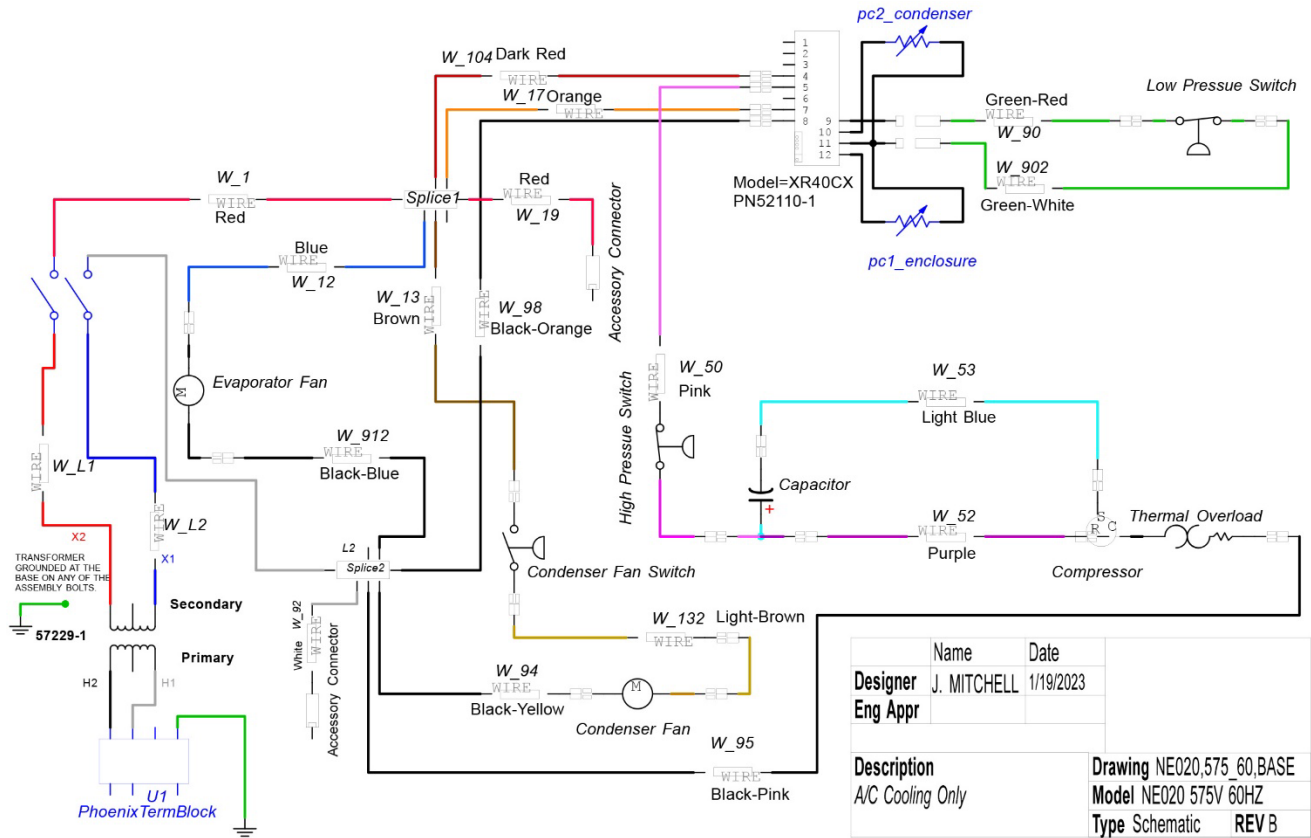 pc2_condenser
W_104
Dark Red
WIRE
W_17
Orange
WIRE
1
2
3
4
5
6
7
8
9
10
11
12
Model=XR40CX
PN52110-1
Green-Red
WIRE
W_90
Low Pressue Switch
W_902
WIRE
Green-White
pc1_enclosure
W_1
WIRE
Red
Splice1
Red
WIRE
W_19
Accessory Connector
Blue
WIRE
W_12
W_13
Brown
WIRE
W_98
WIRE
Black-Orange
M
Evaporator Fan
W_50
WIRE
Pink
High Pressue Switch
W_53
WIRE
Light Blue
W_912
WIRE
Black-Blue
W_L1
WIRE
W_L2
WIRE
Capacitor
+
W_52
WIRE
Purple
S
R
C
Compressor
Thermal Overload
X2
X1
TRANSFORMER
GROUNDED AT THE
BASE ON ANY OF THE
ASSEMBLY BOLTS.
57229-1
Secondary
Primary
H2
H1
L2
Splice2
Condenser Fan Switch
White
W_92
WIRE
Accessory Connector
W_132
WIRE
Light-Brown
W_94
WIRE
Black-Yellow
M
Condenser Fan
W_95
WIRE
Black-Pink
U1
PhoenixTermBlock
Name Date
Designer J. MITCHELL 1/19/2023
Eng Appr
Description
A/C Cooling Only
Drawing NE020,575_60,BASE
Model NE020 575V 60HZ
Type Schematic REV B